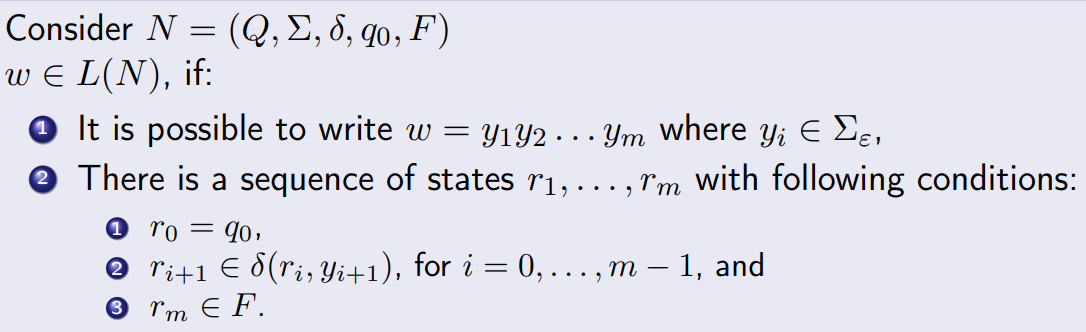 Consider N = (Q, Σ, δ, q₀, F)
w ∈ L(N), if:
1 It is possible to write w = y₁y₂ . . . yₘ where yᵢ ∈ Σ_ε,
2 There is a sequence of states r₁, . . . , rₘ with following conditions:
1 r₀ = q₀,
2 rᵢ₊₁ ∈ δ(rᵢ, yᵢ₊₁), for i = 0, . . . , m − 1, and
3 rₘ ∈ F.